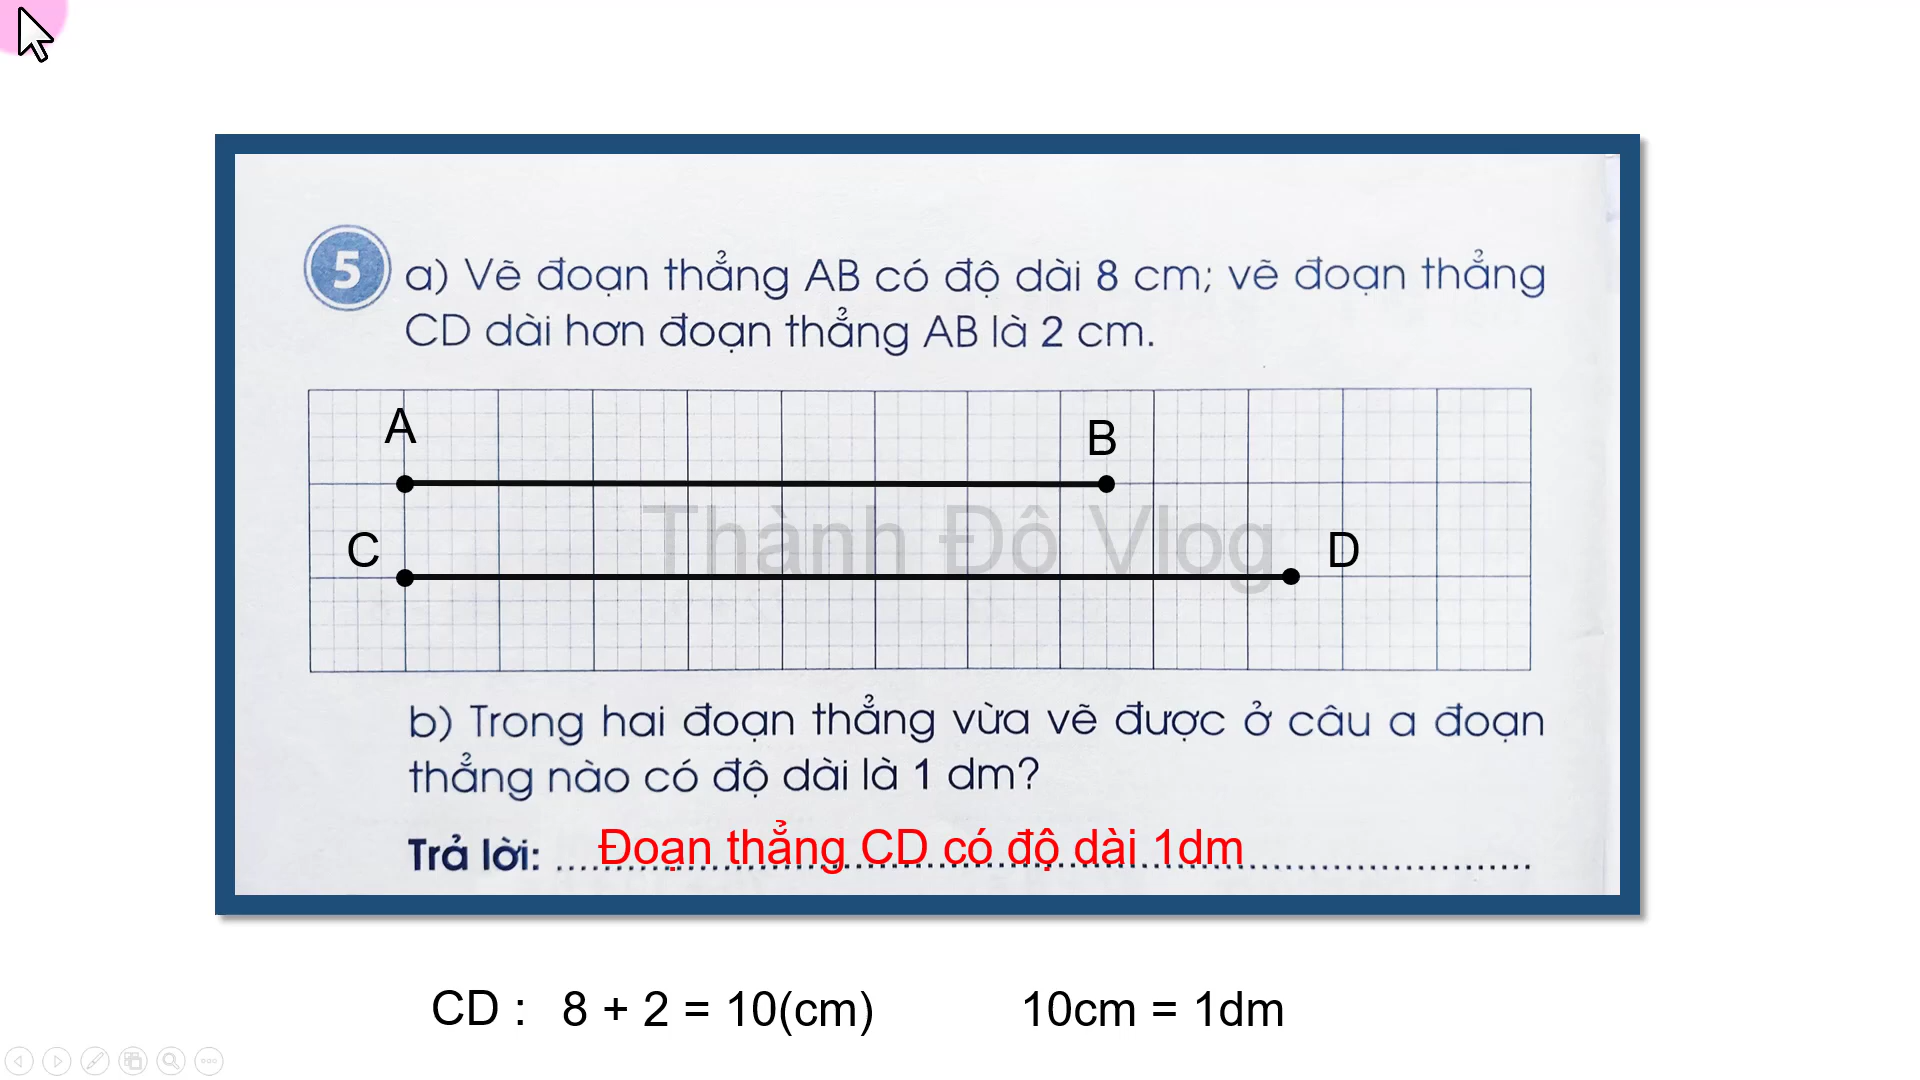 5
a) Vẽ đoạn thẳng AB có độ dài 8 cm; vẽ đoạn thẳng
CD dài hơn đoạn thẳng AB là 2 cm.
A
B
Thành Đô Vlog
C
D
b) Trong hai đoạn thẳng vừa vẽ được ở câu a đoạn
thẳng nào có độ dài là 1 dm?
Trả lời: Đoạn thẳng CD có độ dài 1dm
CD : 8 + 2 = 10(cm) 10cm = 1dm